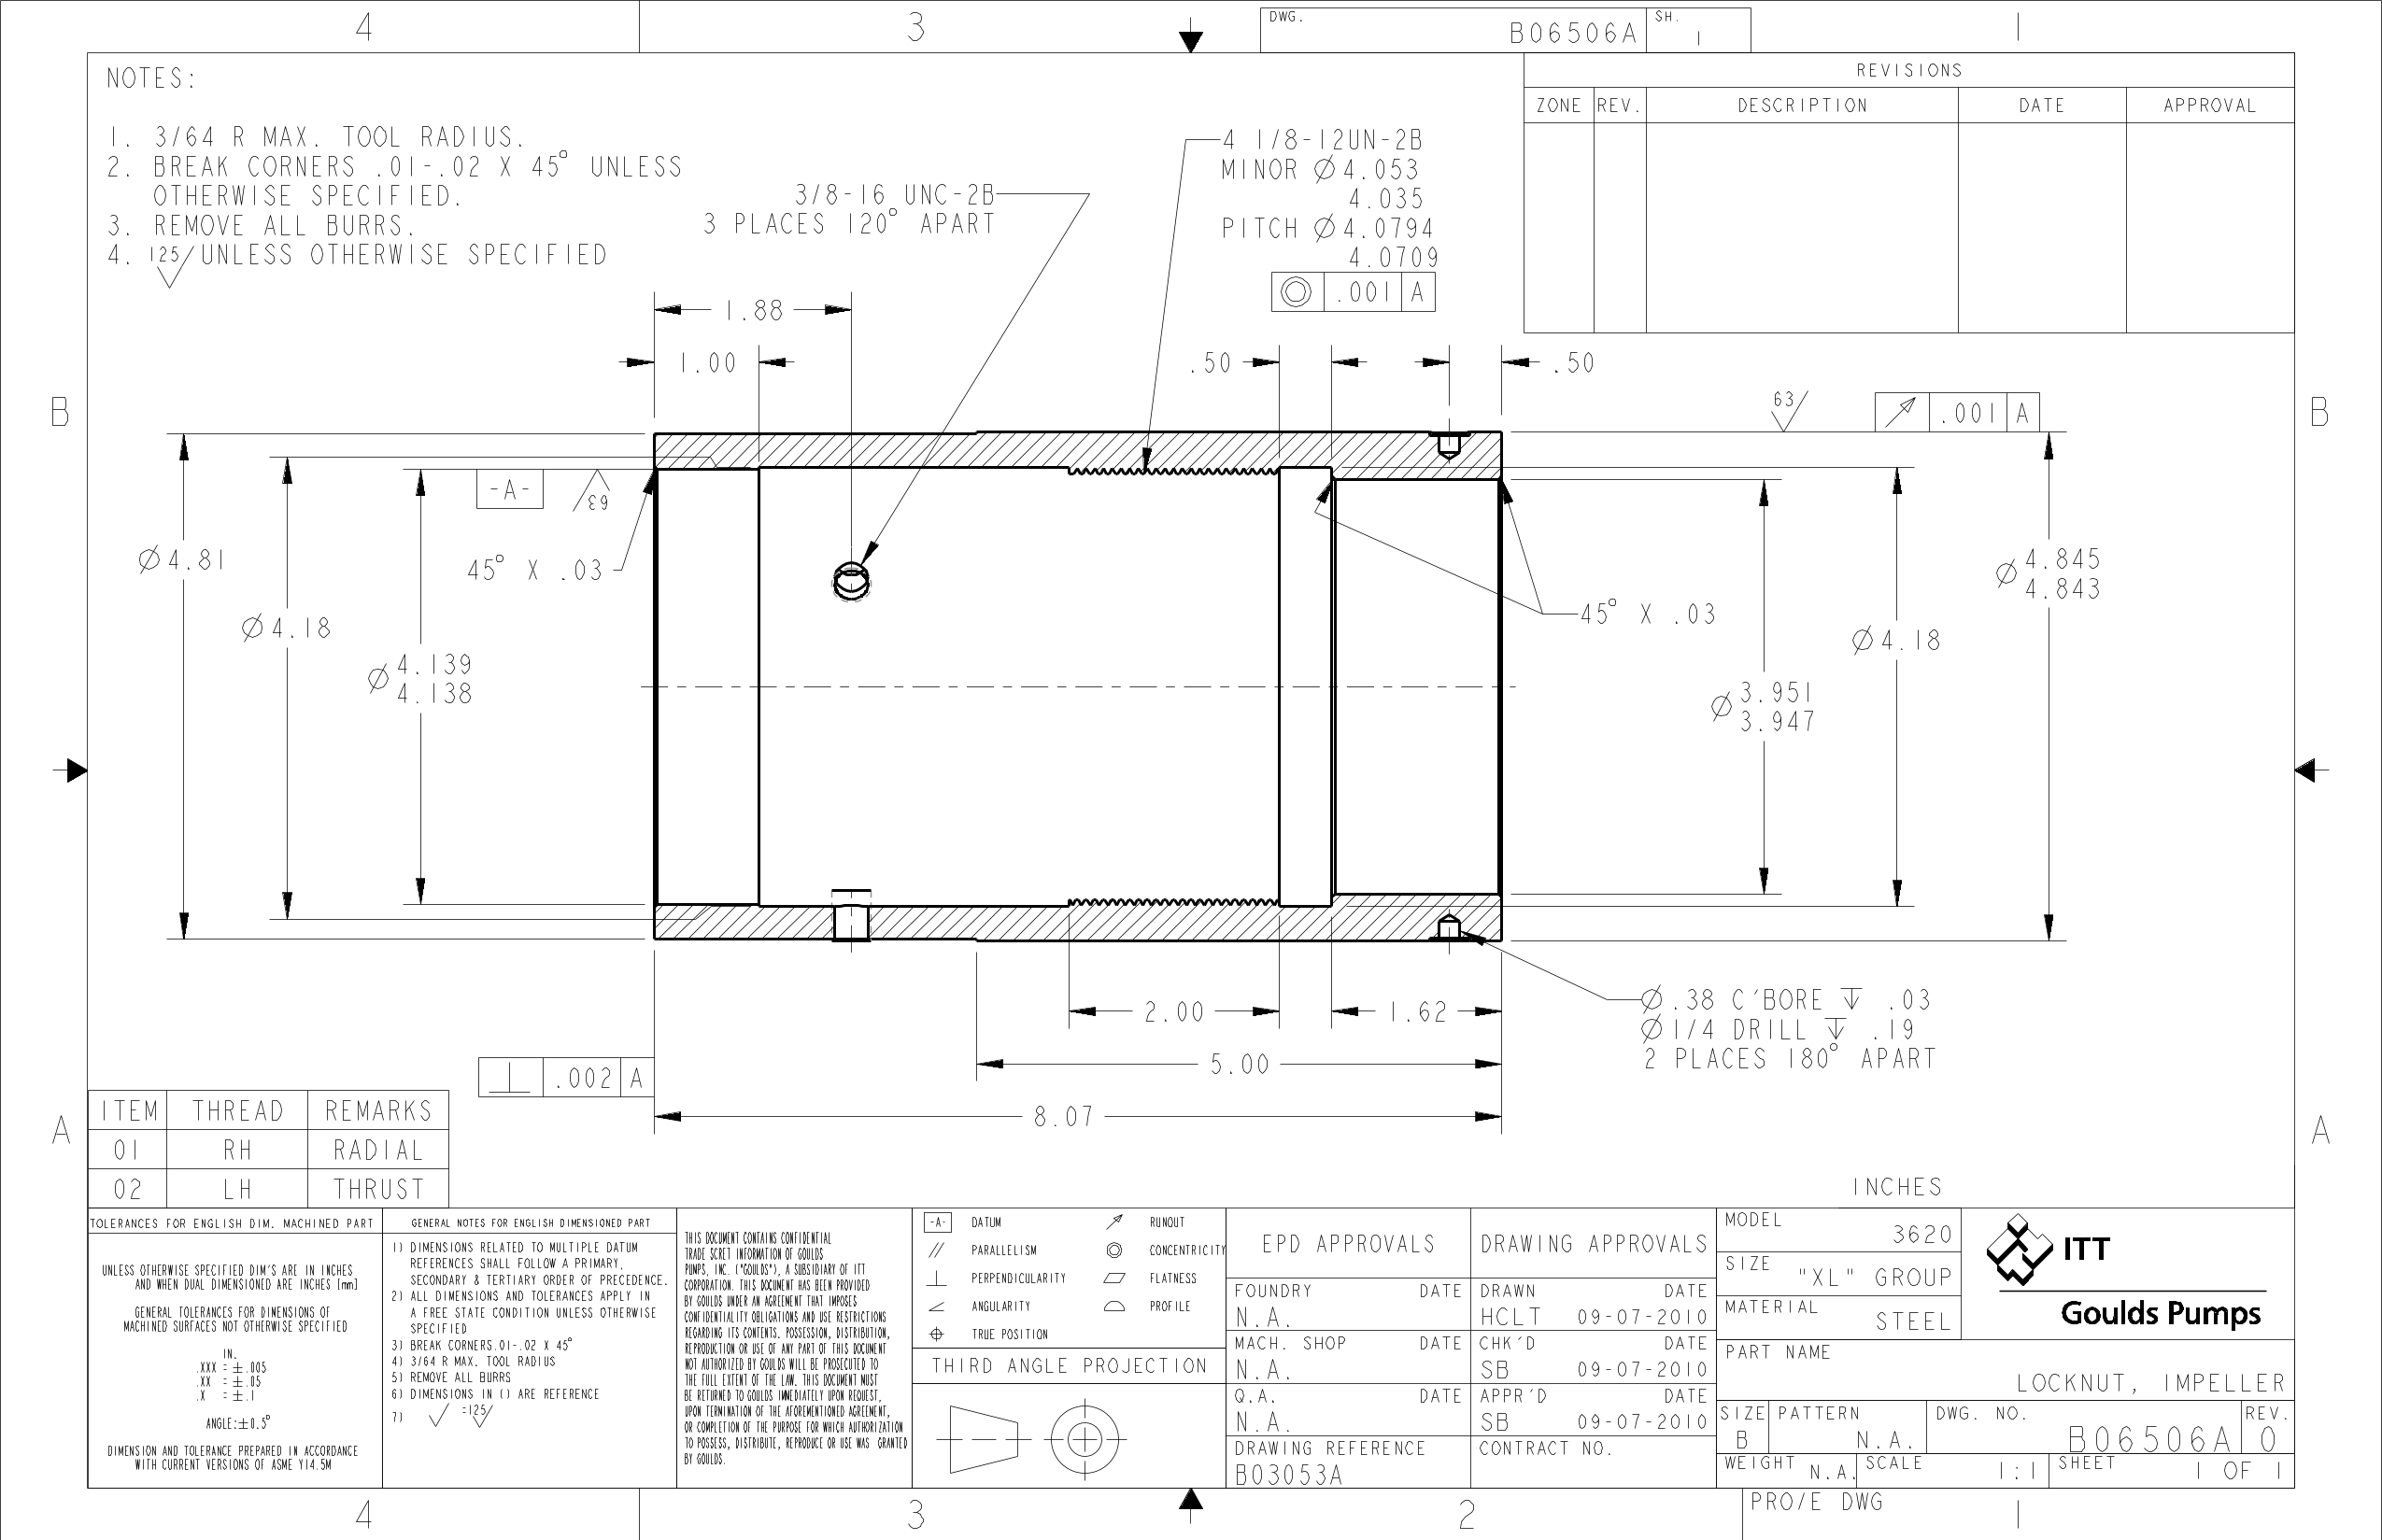 4
3
DWG.
B06506A
SH.
1
1
NOTES:
1. 3/64 R MAX. TOOL RADIUS.
2. BREAK CORNERS .01-.02 X 45° UNLESS
OTHERWISE SPECIFIED.
3. REMOVE ALL BURRS.
4. 125/ UNLESS OTHERWISE SPECIFIED
REVISIONS
ZONE REV. DESCRIPTION DATE APPROVAL
4 1/8-12UN-2B
MINOR Ø 4.053
4.035
PITCH Ø 4.0794
4.0709
◎ .001 A
3/8-16 UNC-2B
3 PLACES 120° APART
1.88
1.00
.50
.50
B
B
63
↗ .001 A
-A-
63
45° X .03
Ø 4.81
Ø 4.18
Ø 4.139
4.138
Ø 4.845
4.843
45° X .03
Ø 4.18
Ø 3.951
3.947
Ø .38 C'BORE ↧ .03
Ø 1/4 DRILL ↧ .19
2 PLACES 180° APART
2.00
1.62
5.00
8.07
⊥ .002 A
A
A
ITEM THREAD REMARKS
01 RH RADIAL
02 LH THRUST
INCHES
TOLERANCES FOR ENGLISH DIM. MACHINED PART
UNLESS OTHERWISE SPECIFIED DIM'S ARE IN INCHES
AND WHEN DUAL DIMENSIONED ARE INCHES [mm]
GENERAL TOLERANCES FOR DIMENSIONS OF
MACHINED SURFACES NOT OTHERWISE SPECIFIED
IN.
.XXX = ±.005
.XX = ±.05
.X = ±.1
ANGLE:±0.5°
DIMENSION AND TOLERANCE PREPARED IN ACCORDANCE
WITH CURRENT VERSIONS OF ASME Y14.5M
GENERAL NOTES FOR ENGLISH DIMENSIONED PART
1) DIMENSIONS RELATED TO MULTIPLE DATUM
REFERENCES SHALL FOLLOW A PRIMARY,
SECONDARY & TERTIARY ORDER OF PRECEDENCE.
2) ALL DIMENSIONS AND TOLERANCES APPLY IN
A FREE STATE CONDITION UNLESS OTHERWISE
SPECIFIED
3) BREAK CORNERS.01-.02 X 45°
4) 3/64 R MAX. TOOL RADIUS
5) REMOVE ALL BURRS
6) DIMENSIONS IN () ARE REFERENCE
7) √ =125/
THIS DOCUMENT CONTAINS CONFIDENTIAL
TRADE SCRET INFORMATION OF GOULDS
PUMPS, INC. ("GOULDS"), A SUBSIDIARY OF ITT
CORPORATION. THIS DOCUMENT HAS BEEN PROVIDED
BY GOULDS UNDER AN AGREEMENT THAT IMPOSES
CONFIDENTIALITY OBLIGATIONS AND USE RESTRICTIONS
REGARDING ITS CONTENTS. POSSESSION, DISTRIBUTION,
REPRODUCTION OR USE OF ANY PART OF THIS DOCUMENT
NOT AUTHORIZED BY GOULDS WILL BE PROSECUTED TO
THE FULL EXTENT OF THE LAW. THIS DOCUMENT MUST
BE RETURNED TO GOULDS IMMEDIATELY UPON REQUEST,
UPON TERMINATION OF THE AFOREMENTIONED AGREEMENT,
OR COMPLETION OF THE PURPOSE FOR WHICH AUTHORIZATION
TO POSSESS, DISTRIBUTE, REPRODUCE OR USE WAS GRANTED
BY GOULDS.
-A- DATUM ↗ RUNOUT
// PARALLELISM ◎ CONCENTRICITY
⊥ PERPENDICULARITY ▱ FLATNESS
∠ ANGULARITY ⌓ PROFILE
⌖ TRUE POSITION
THIRD ANGLE PROJECTION
EPD APPROVALS
FOUNDRY DATE
N.A.
MACH. SHOP DATE
N.A.
Q.A. DATE
N.A.
DRAWING REFERENCE
B03053A
DRAWING APPROVALS
DRAWN DATE
HCLT 09-07-2010
CHK'D DATE
SB 09-07-2010
APPR'D DATE
SB 09-07-2010
CONTRACT NO.
MODEL
3620
SIZE
"XL" GROUP
MATERIAL
STEEL
ITT
Goulds Pumps
PART NAME
LOCKNUT, IMPELLER
SIZE PATTERN DWG. NO. REV.
B N.A. B06506A 0
WEIGHT N.A. SCALE 1:1 SHEET 1 OF 1
4
3
2
PRO/E DWG
1